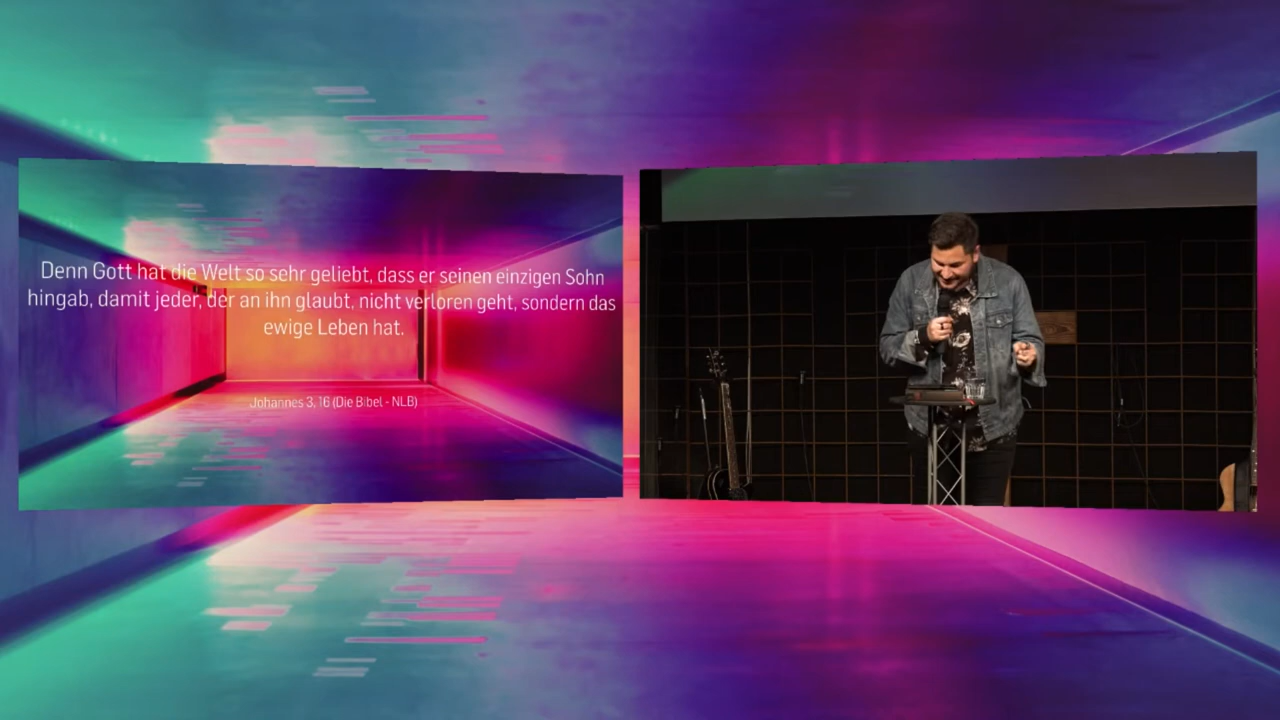 Denn Gott hat die Welt so sehr geliebt, dass er seinen einzigen Sohn
hingab, damit jeder, der an ihn glaubt, nicht verloren geht, sondern das
ewige Leben hat.
Johannes 3, 16 (Die Bibel - NLB)